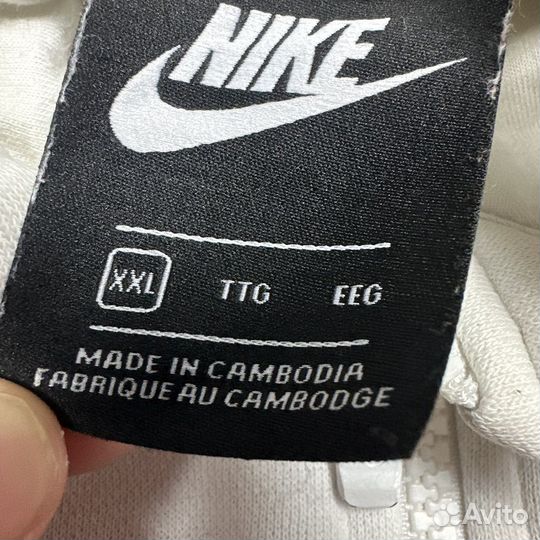 NIKE
XXL TTG EEG
MADE IN CAMBODIA
FABRIQUE AU CAMBODGE
Avito